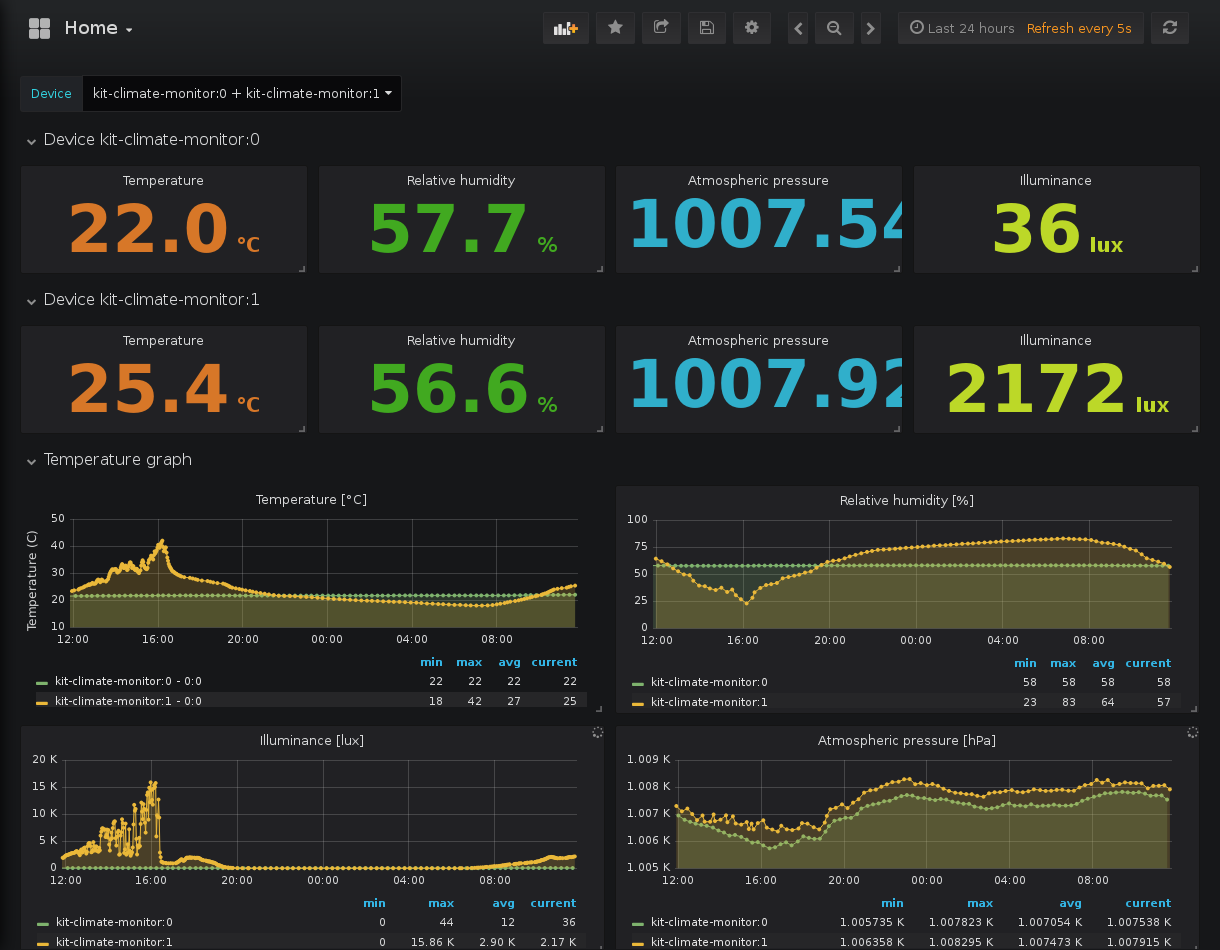 Home
Last 24 hours Refresh every 5s
Device kit-climate-monitor:0 + kit-climate-monitor:1
Device kit-climate-monitor:0
Temperature Relative humidity Atmospheric pressure Illuminance
22.0 °C 57.7 % 1007.54 36 lux
Device kit-climate-monitor:1
Temperature Relative humidity Atmospheric pressure Illuminance
25.4 °C 56.6 % 1007.92 2172 lux
Temperature graph
Temperature [°C]
Temperature (C)
50
40
30
20
10
12:00 16:00 20:00 00:00 04:00 08:00
min max avg current
kit-climate-monitor:0 - 0:0 22 22 22 22
kit-climate-monitor:1 - 0:0 18 42 27 25
Relative humidity [%]
100
75
50
25
0
12:00 16:00 20:00 00:00 04:00 08:00
min max avg current
kit-climate-monitor:0 58 58 58 58
kit-climate-monitor:1 23 83 64 57
Illuminance [lux]
20 K
15 K
10 K
5 K
0
12:00 16:00 20:00 00:00 04:00 08:00
min max avg current
kit-climate-monitor:0 0 44 12 36
kit-climate-monitor:1 0 15.86 K 2.90 K 2.17 K
Atmospheric pressure [hPa]
1.009 K
1.008 K
1.007 K
1.006 K
1.005 K
12:00 16:00 20:00 00:00 04:00 08:00
min max avg current
kit-climate-monitor:0 1.005735 K 1.007823 K 1.007054 K 1.007538 K
kit-climate-monitor:1 1.006358 K 1.008295 K 1.007473 K 1.007915 K